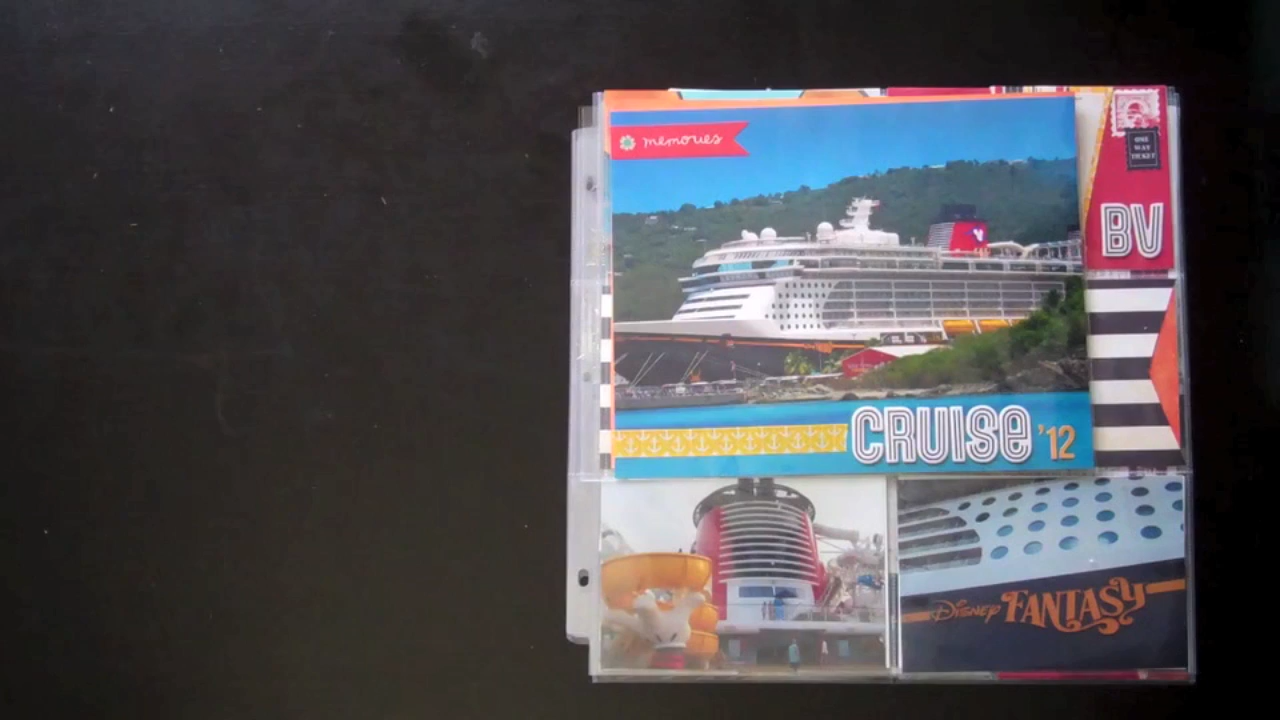 memories
ONE
WAY
TICKET
BV
CRUISe '12
Disney FANTASY